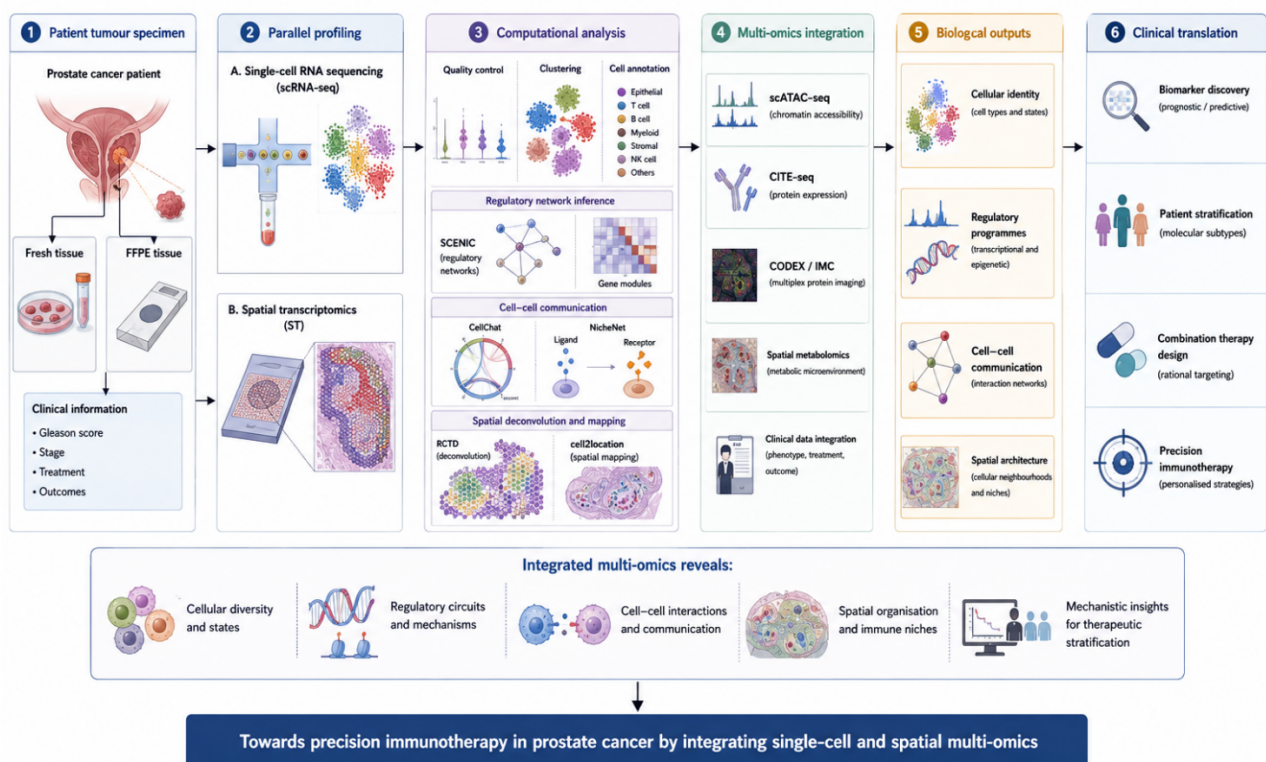 1 Patient tumour specimen
Prostate cancer patient
Fresh tissue
FFPE tissue
Clinical information
• Gleason score
• Stage
• Treatment
• Outcomes
2 Parallel profiling
A. Single-cell RNA sequencing
(scRNA-seq)
B. Spatial transcriptomics
(ST)
3 Computational analysis
Quality control
Clustering
Cell annotation
Epithelial
T cell
B cell
Myeloid
Stromal
NK cell
Others
Regulatory network inference
SCENIC
(regulatory
networks)
Gene modules
Cell–cell communication
CellChat
NicheNet
Ligand
Receptor
Spatial deconvolution and mapping
RCTD
(deconvolution)
cell2location
(spatial mapping)
4 Multi-omics integration
scATAC-seq
(chromatin accessibility)
CITE-seq
(protein expression)
CODEX / IMC
(multiplex protein imaging)
Spatial metabolomics
(metabolic microenvironment)
Clinical data integration
(phenotype, treatment,
outcome)
5 Biologcal outputs
Cellular identity
(cell types and states)
Regulatory
programmes
(transcriptional and
epigenetic)
Cell–cell
communication
(interaction networks)
Spatial architecture
(cellular neighbourhoods
and niches)
6 Clinical translation
Biomarker discovery
(prognostic / predictive)
Patient stratification
(molecular subtypes)
Combination therapy
design
(rational targeting)
Precision
immunotherapy
(personalised strategies)
Integrated multi-omics reveals:
Cellular diversity
and states
Regulatory circuits
and mechanisms
Cell–cell interactions
and communication
Spatial organisation
and immune niches
Mechanistic insights
for therapeutic
stratification
Towards precision immunotherapy in prostate cancer by integrating single-cell and spatial multi-omics